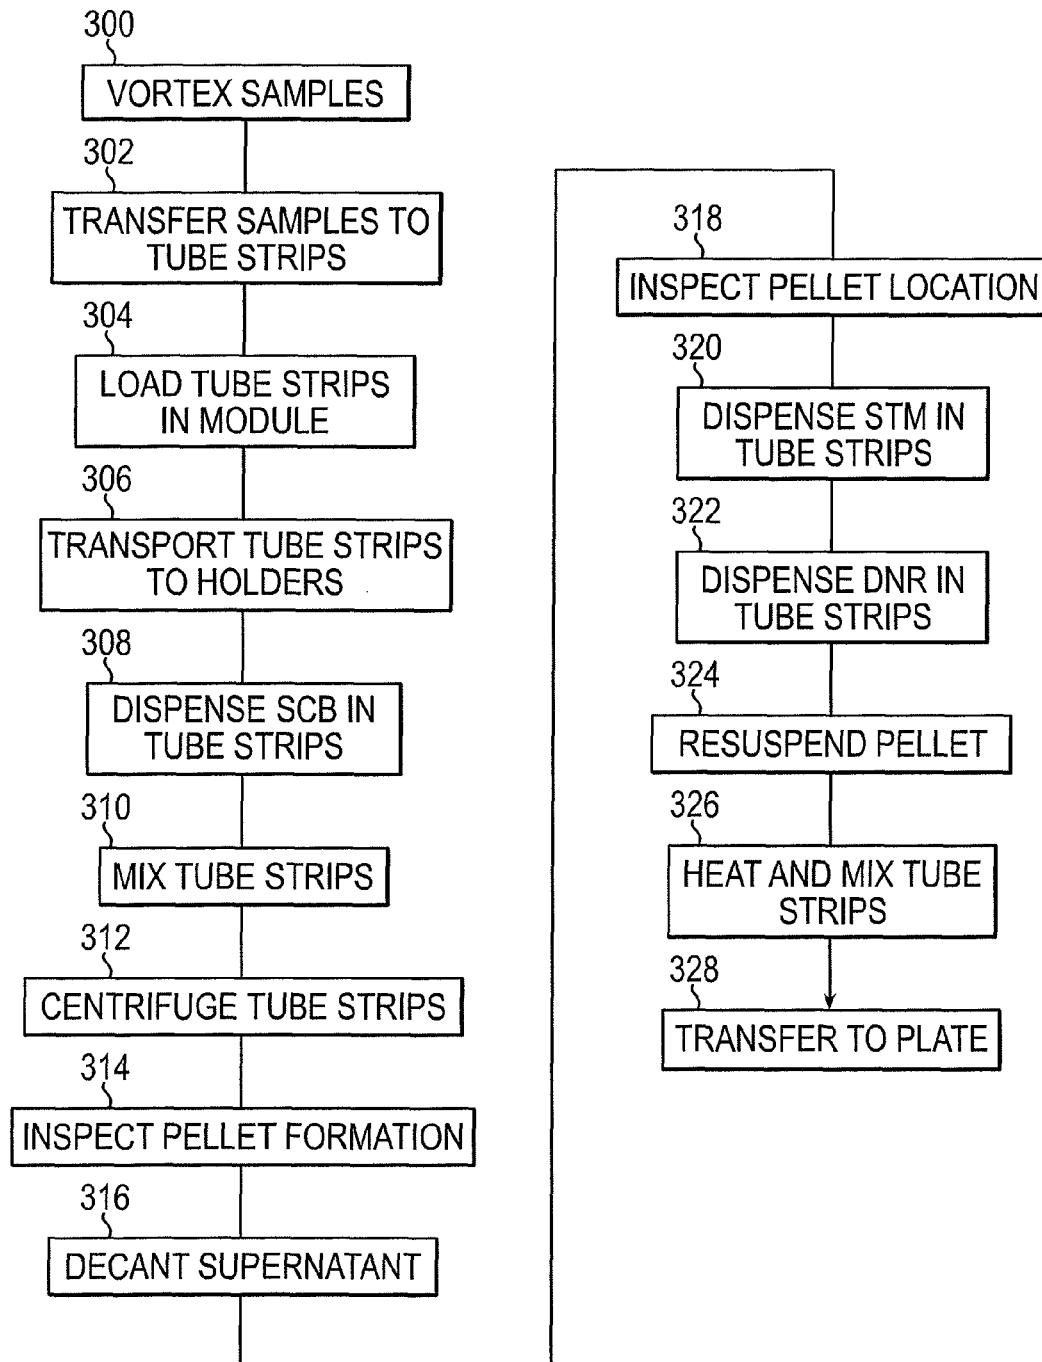 300
VORTEX SAMPLES
302
TRANSFER SAMPLES TO
TUBE STRIPS
304
LOAD TUBE STRIPS
IN MODULE
306
TRANSPORT TUBE STRIPS
TO HOLDERS
308
DISPENSE SCB IN
TUBE STRIPS
310
MIX TUBE STRIPS
312
CENTRIFUGE TUBE STRIPS
314
INSPECT PELLET FORMATION
316
DECANT SUPERNATANT
318
INSPECT PELLET LOCATION
320
DISPENSE STM IN
TUBE STRIPS
322
DISPENSE DNR IN
TUBE STRIPS
324
RESUSPEND PELLET
326
HEAT AND MIX TUBE
STRIPS
328
TRANSFER TO PLATE